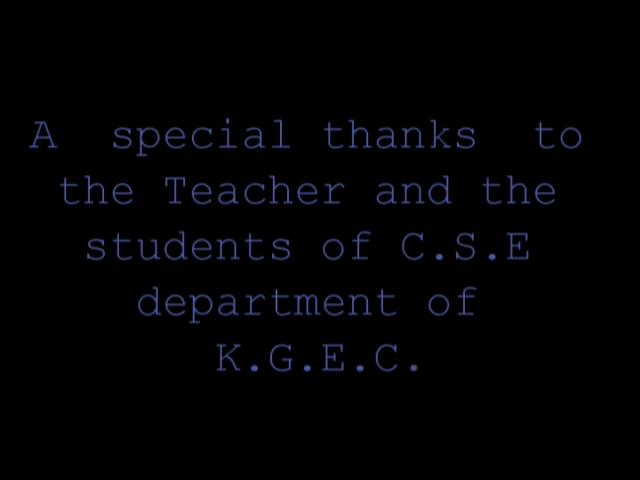 A special thanks to
the Teacher and the
students of C.S.E
department of
K.G.E.C.